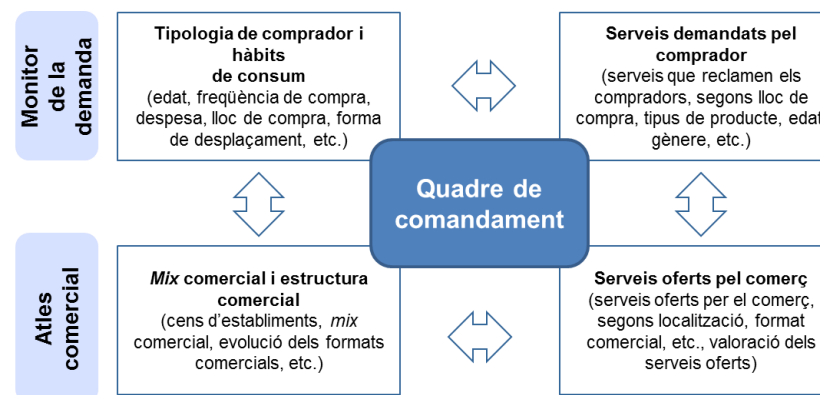 Monitor
de la
demanda
Tipologia de comprador i
hàbits
de consum
(edat, freqüència de compra,
despesa, lloc de compra, forma
de desplaçament, etc.)
Serveis demandats pel
comprador
(serveis que reclamen els
compradors, segons lloc de
compra, tipus de producte, edat
gènere, etc.)
Quadre de
comandament
Atles
comercial
Mix comercial i estructura
comercial
(cens d'establiments, mix
comercial, evolució dels formats
comercials, etc.)
Serveis oferts pel comerç
(serveis oferts per el comerç,
segons localització, format
comercial, etc., valoració dels
serveis oferts)